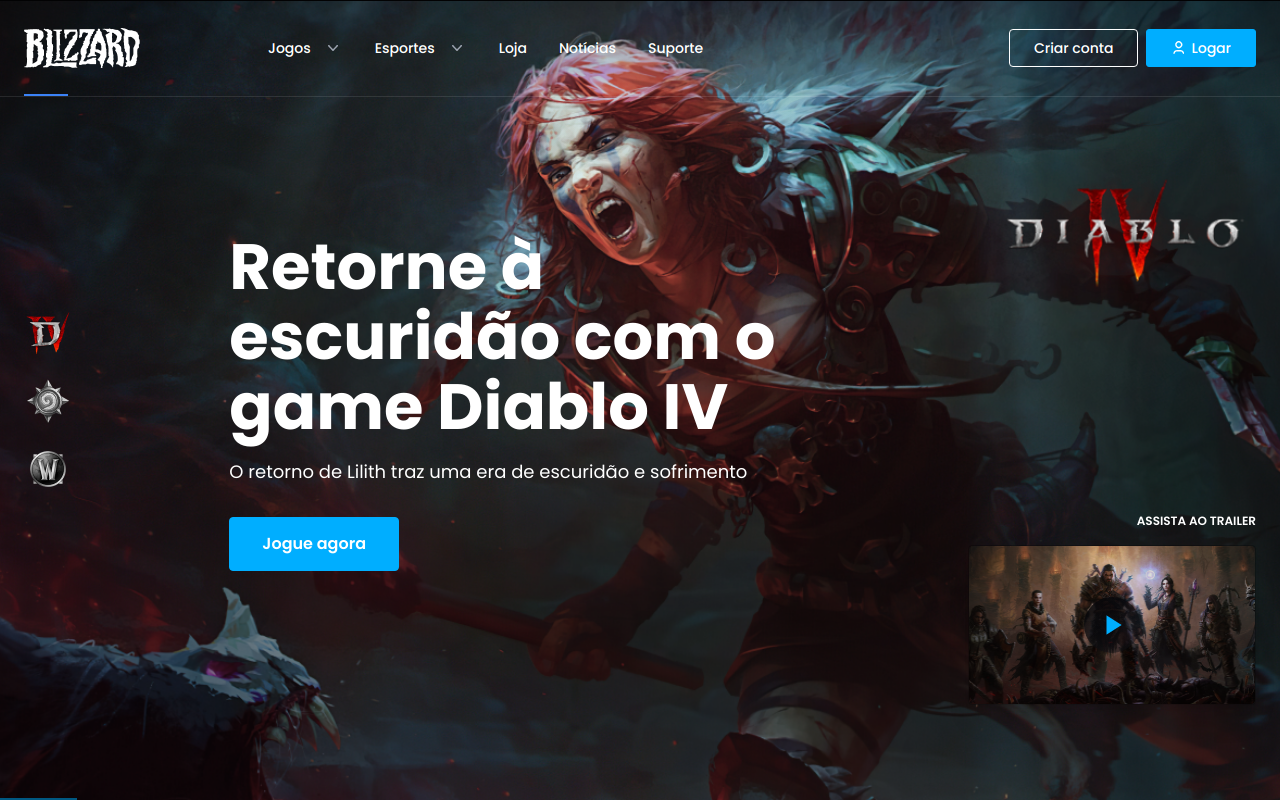 BLIZZARD
Jogos
Esportes
Loja
Notícias
Suporte
Criar conta
Logar
DIABLO
IV
Retorne à
escuridão com o
game Diablo IV
O retorno de Lilith traz uma era de escuridão e sofrimento
Jogue agora
D IV
W
ASSISTA AO TRAILER